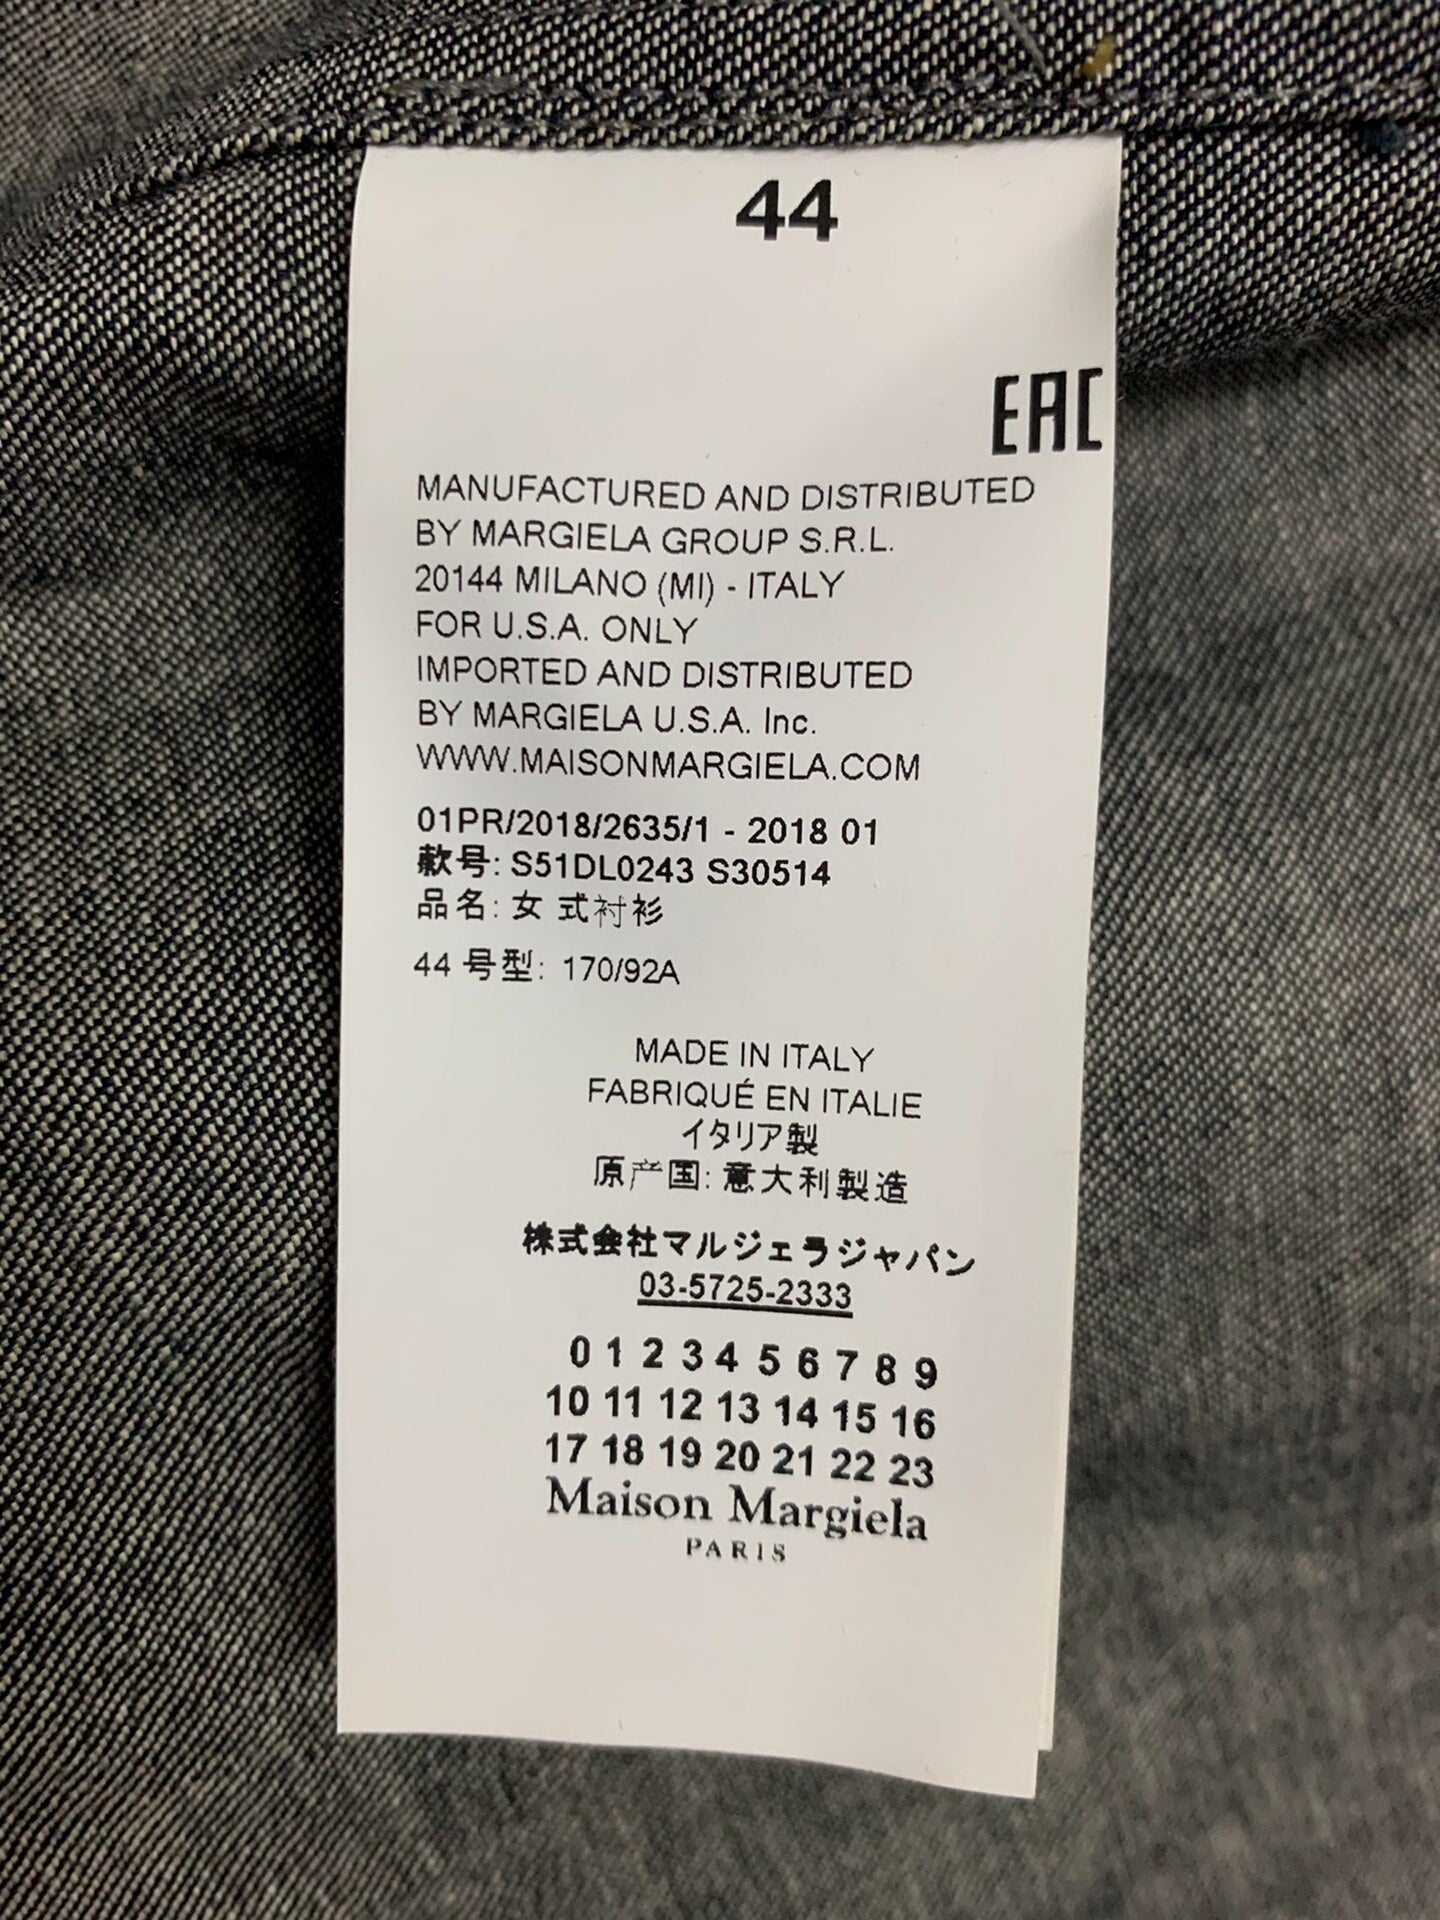 44
EAC
MANUFACTURED AND DISTRIBUTED
BY MARGIELA GROUP S.R.L.
20144 MILANO (MI) - ITALY
FOR U.S.A. ONLY
IMPORTED AND DISTRIBUTED
BY MARGIELA U.S.A. Inc.
WWW.MAISONMARGIELA.COM
01PR/2018/2635/1 - 2018 01
款号: S51DL0243 S30514
品名: 女 式衬衫
44 号型: 170/92A
MADE IN ITALY
FABRIQUÉ EN ITALIE
イタリア製
原产国: 意大利製造
株式会社マルジェラジャパン
03-5725-2333
0 1 2 3 4 5 6 7 8 9
10 11 12 13 14 15 16
17 18 19 20 21 22 23
Maison Margiela
PARIS